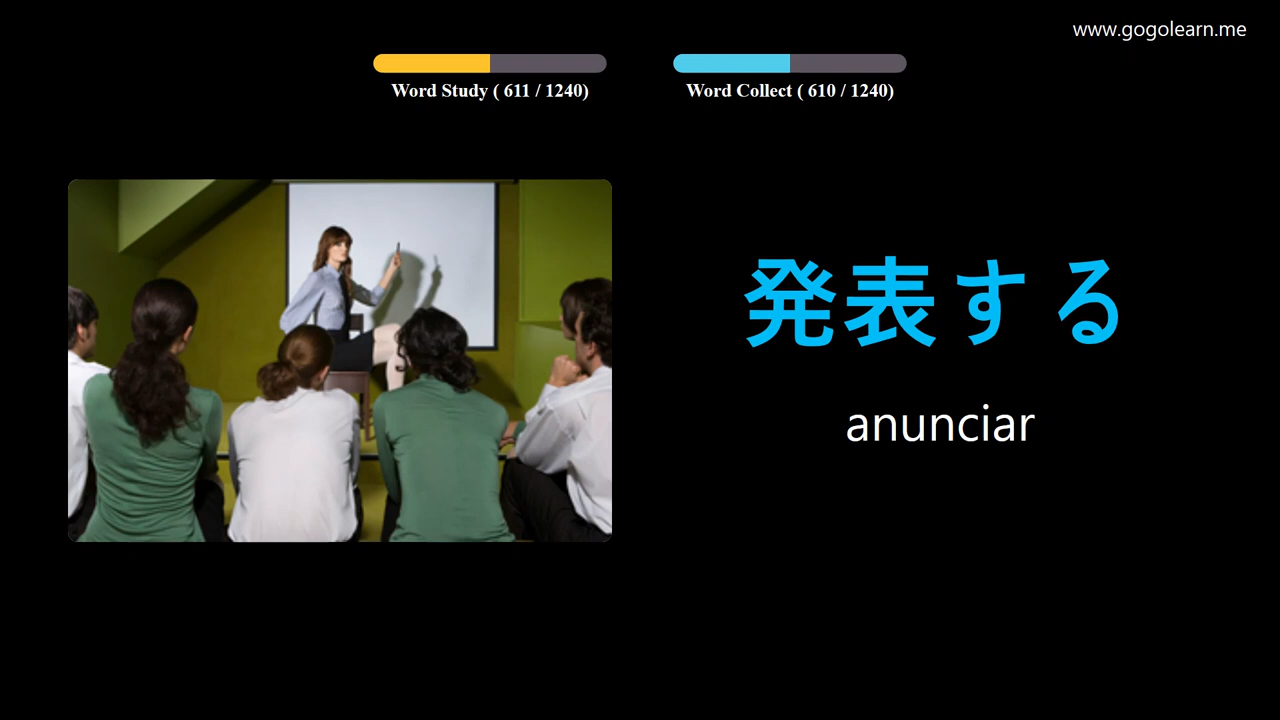 www.gogolearn.me
Word Study ( 611 / 1240)
Word Collect ( 610 / 1240)
発表する
anunciar